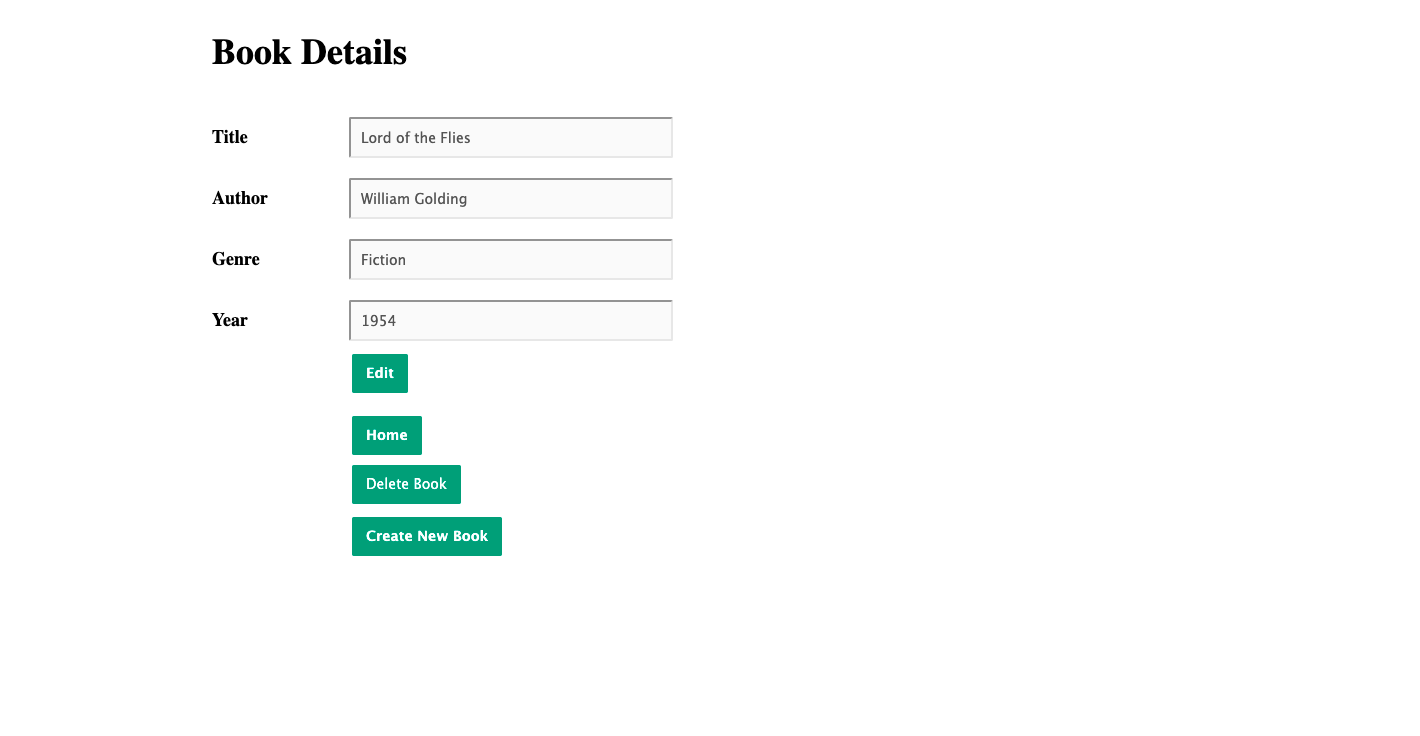 Book Details
Title Lord of the Flies
Author William Golding
Genre Fiction
Year 1954
Edit
Home
Delete Book
Create New Book